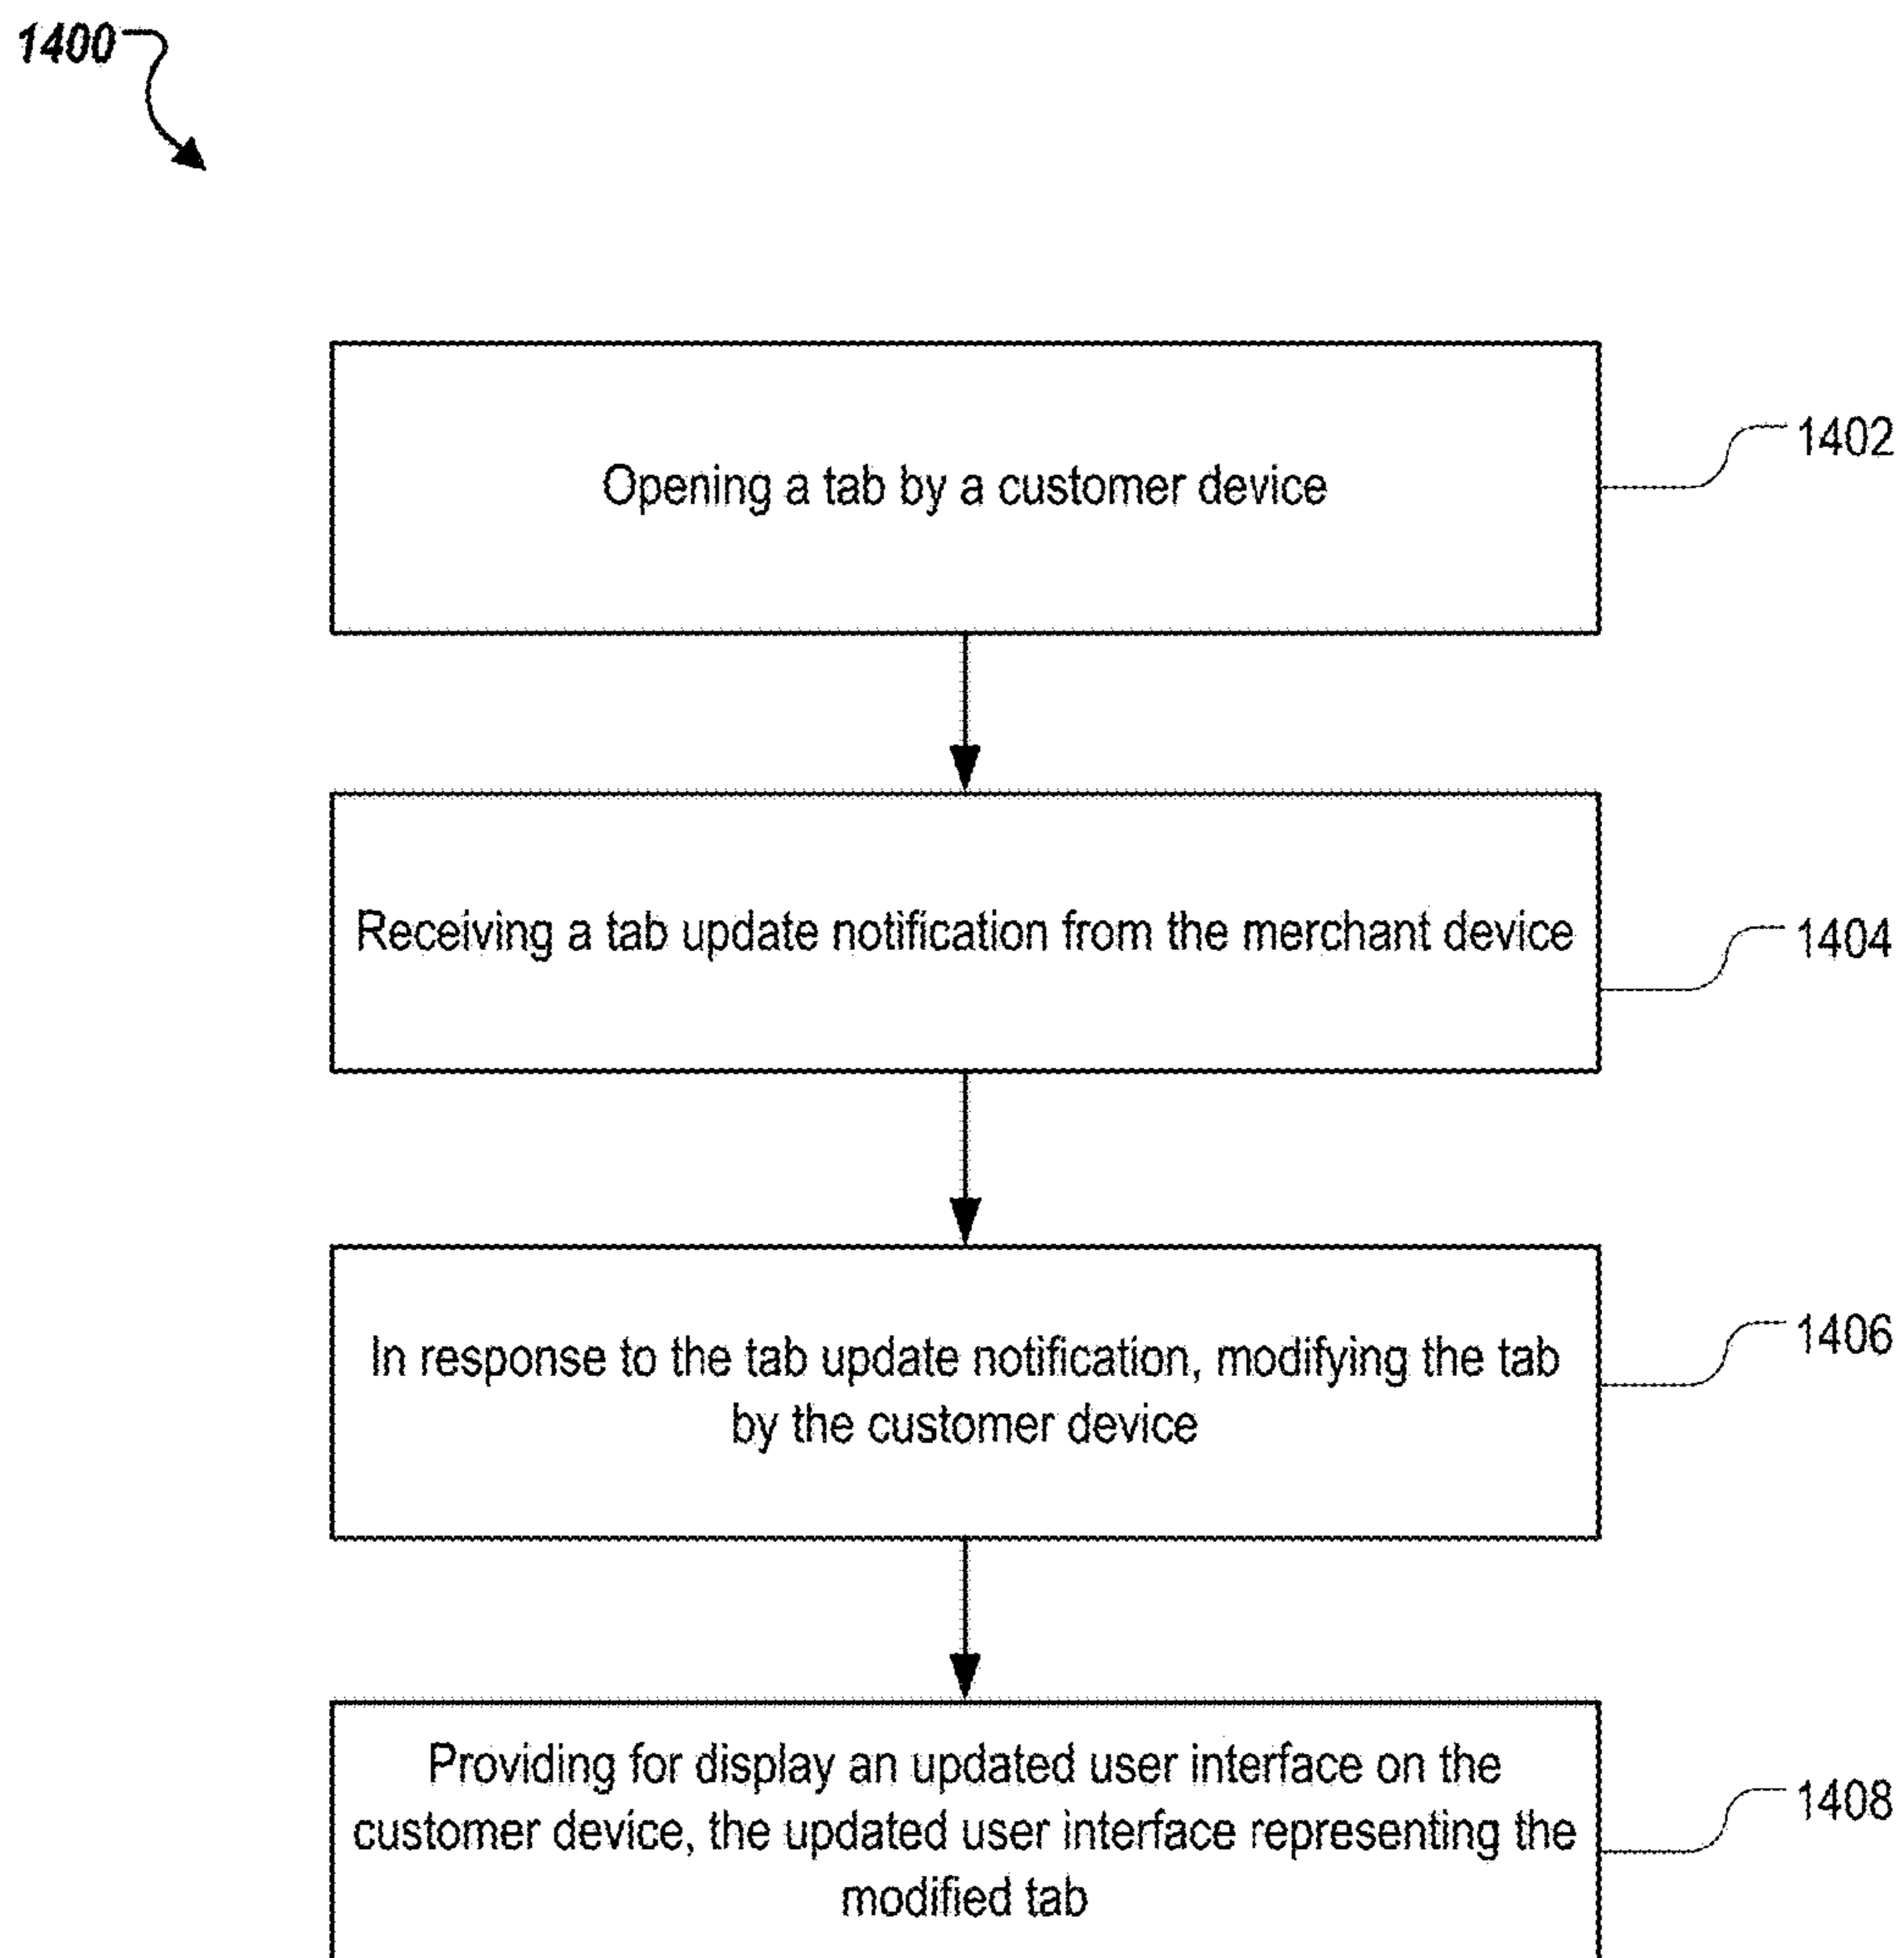 1400
Opening a tab by a customer device
1402
Receiving a tab update notification from the merchant device
1404
In response to the tab update notification, modifying the tab
by the customer device
1406
Providing for display an updated user interface on the
customer device, the updated user interface representing the
modified tab
1408